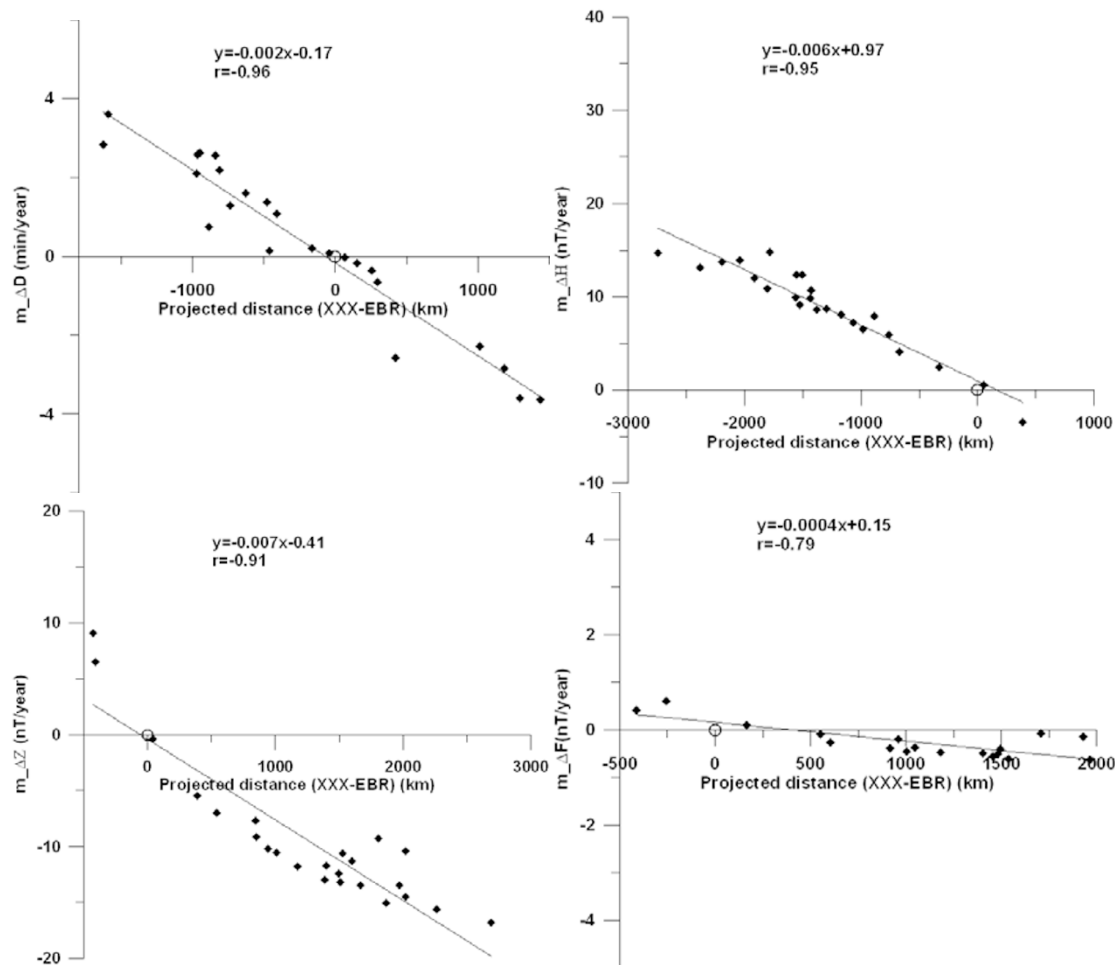 y=-0.002x-0.17
r=-0.96
4
0
-4
-1000
0
1000
Projected distance (XXX-EBR) (km)
m_ΔD (min/year)
y=-0.006x+0.97
r=-0.95
40
30
20
10
0
-10
-3000
-2000
-1000
0
1000
Projected distance (XXX-EBR) (km)
m_ΔH (nT/year)
y=-0.007x-0.41
r=-0.91
20
10
0
-10
-20
0
1000
2000
3000
Projected distance (XXX-EBR) (km)
m_ΔZ (nT/year)
y=-0.0004x+0.15
r=-0.79
4
2
0
-2
-4
-500
0
500
1000
1500
2000
Projected distance (XXX-EBR) (km)
m_ΔF(nT/year)